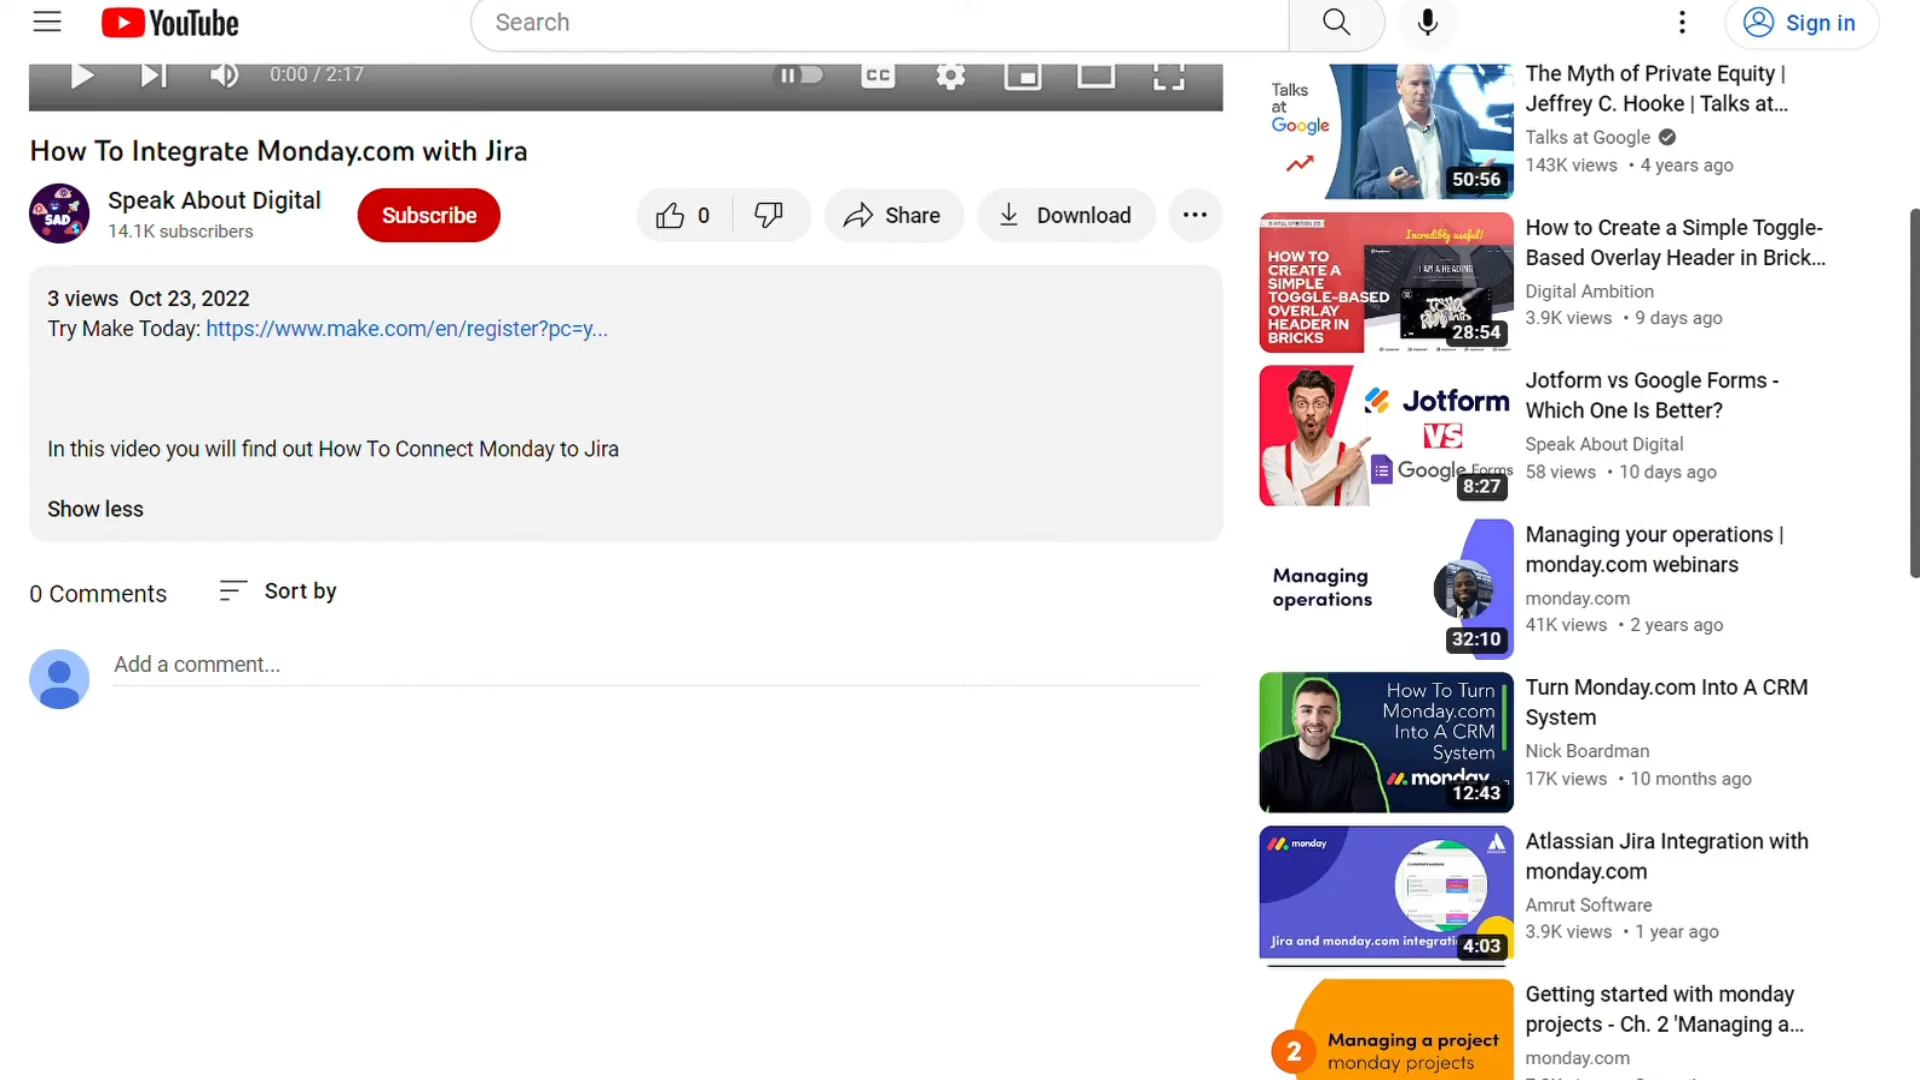 YouTube
Search
Sign in
0:00 / 2:17
CC
How To Integrate Monday.com with Jira
SAD
Speak About Digital
14.1K subscribers
Subscribe
0
Share
Download
3 views Oct 23, 2022
Try Make Today: https://www.make.com/en/register?pc=y...
In this video you will find out How To Connect Monday to Jira
Show less
0 Comments
Sort by
Add a comment...
Talks
at
Google
50:56
The Myth of Private Equity |
Jeffrey C. Hooke | Talks at...
Talks at Google
143K views • 4 years ago
Incredibly useful!
HOW TO
CREATE A
SIMPLE
TOGGLE-BASED
OVERLAY
HEADER IN
BRICKS
I AM A HEADING
28:54
How to Create a Simple Toggle-
Based Overlay Header in Brick...
Digital Ambition
3.9K views • 9 days ago
Jotform
VS
Google Forms
8:27
Jotform vs Google Forms -
Which One Is Better?
Speak About Digital
58 views • 10 days ago
Managing
operations
32:10
Managing your operations |
monday.com webinars
monday.com
41K views • 2 years ago
How To Turn
Monday.com
Into A CRM
System
monday
12:43
Turn Monday.com Into A CRM
System
Nick Boardman
17K views • 10 months ago
monday
Jira and monday.com integrati
4:03
Atlassian Jira Integration with
monday.com
Amrut Software
3.9K views • 1 year ago
2
Managing a project
monday projects
Getting started with monday
projects - Ch. 2 'Managing a...
monday.com